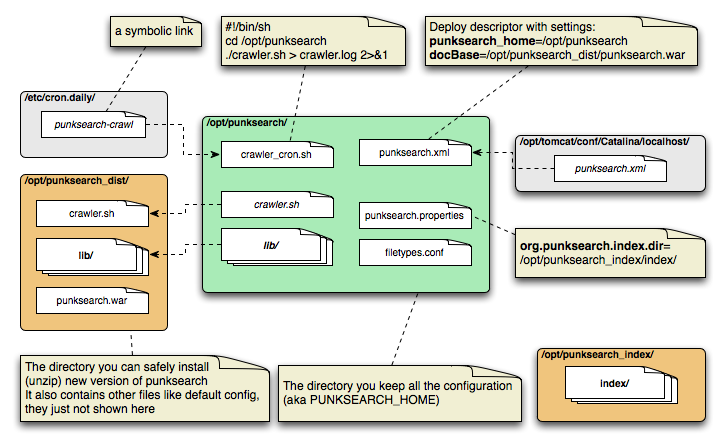 a symbolic link
#!/bin/sh
cd /opt/punksearch
./crawler.sh > crawler.log 2>&1
Deploy descriptor with settings:
punksearch_home=/opt/punksearch
docBase=/opt/punksearch_dist/punksearch.war
/etc/cron.daily/
punksearch-crawl
/opt/punksearch/
crawler_cron.sh
punksearch.xml
crawler.sh
punksearch.properties
lib/
filetypes.conf
/opt/tomcat/conf/Catalina/localhost/
punksearch.xml
/opt/punksearch_dist/
crawler.sh
lib/
punksearch.war
org.punksearch.index.dir=
/opt/punksearch_index/index/
The directory you can safely install
(unzip) new version of punksearch
It also contains other files like default config,
they just not shown here
The directory you keep all the configuration
(aka PUNKSEARCH_HOME)
/opt/punksearch_index/
index/